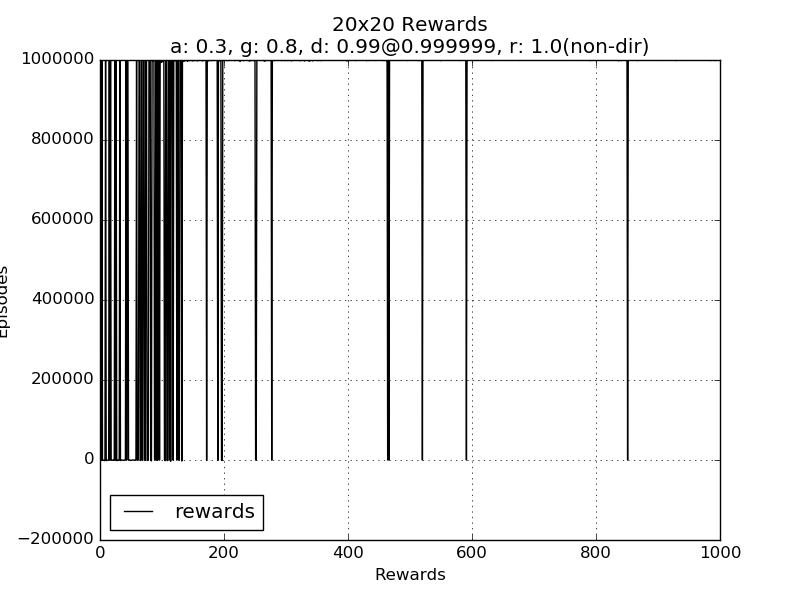 20x20 Rewards
a: 0.3, g: 0.8, d: 0.99@0.999999, r: 1.0(non-dir)
1000000
800000
600000
400000
200000
0
−200000
Episodes
rewards
0 200 400 600 800 1000
Rewards